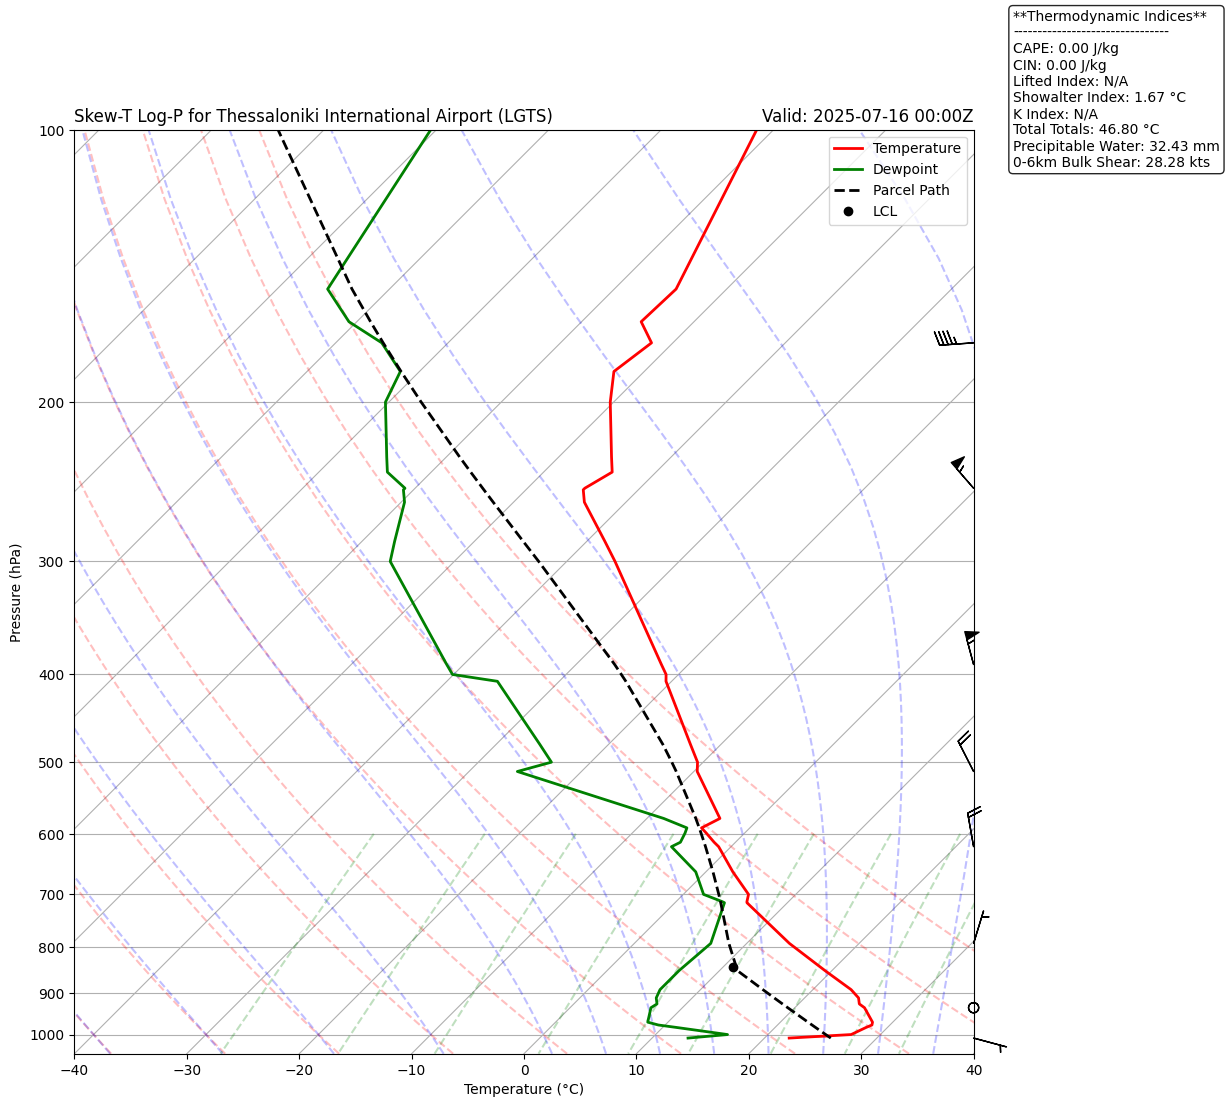 **Thermodynamic Indices**
--------------------------------
CAPE: 0.00 J/kg
CIN: 0.00 J/kg
Lifted Index: N/A
Showalter Index: 1.67 °C
K Index: N/A
Total Totals: 46.80 °C
Precipitable Water: 32.43 mm
0-6km Bulk Shear: 28.28 kts
Skew-T Log-P for Thessaloniki International Airport (LGTS)
Valid: 2025-07-16 00:00Z
Temperature
Dewpoint
Parcel Path
LCL
Pressure (hPa)
100
200
300
400
500
600
700
800
900
1000
−40
−30
−20
−10
0
10
20
30
40
Temperature (°C)